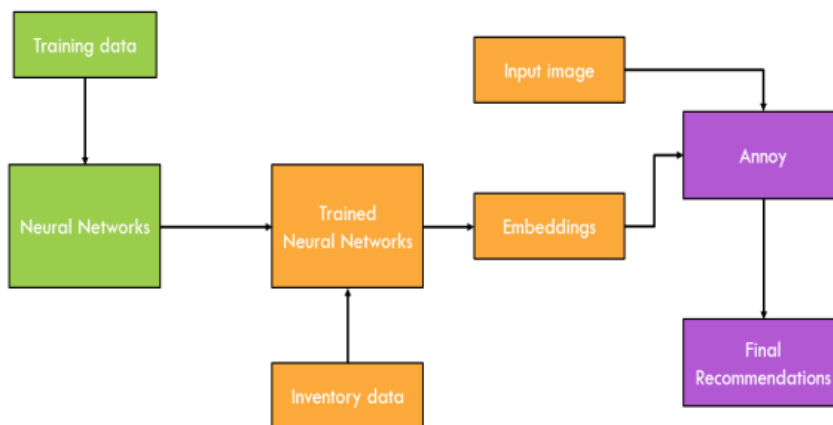 Training data
Input image
Annoy
Neural Networks
Trained
Neural Networks
Embeddings
Final
Recommendations
Inventory data